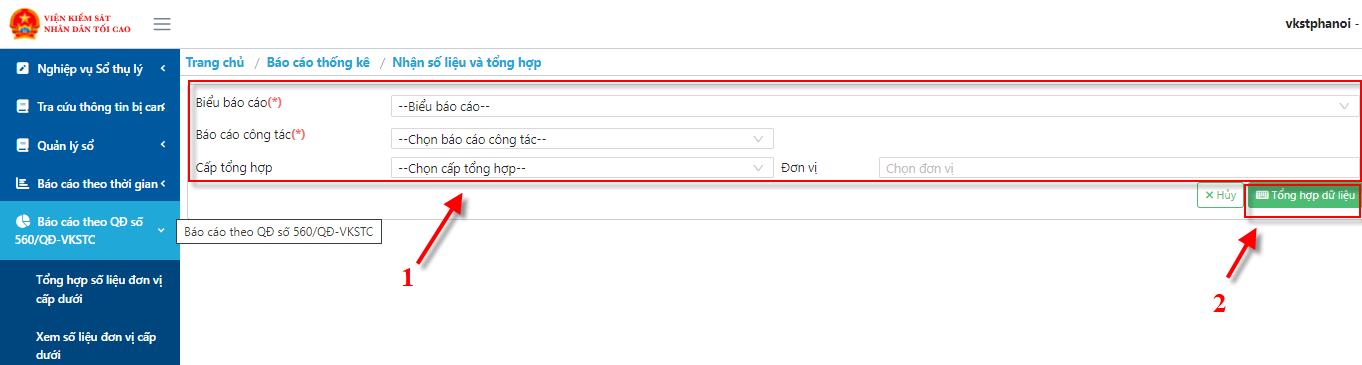 VIỆN KIỂM SÁT
NHÂN DÂN TỐI CAO
vkstphanoi -
Nghiệp vụ Sổ thụ lý
Tra cứu thông tin bị can
Quản lý sổ
Báo cáo theo thời gian
Báo cáo theo QĐ số
560/QĐ-VKSTC
Tổng hợp số liệu đơn vị
cấp dưới
Xem số liệu đơn vị cấp
dưới
Trang chủ / Báo cáo thống kê / Nhận số liệu và tổng hợp
Biểu báo cáo(*) --Biểu báo cáo--
Báo cáo công tác(*) --Chọn báo cáo công tác--
Cấp tổng hợp --Chọn cấp tổng hợp-- Đơn vị Chọn đơn vị
× Hủy Tổng hợp dữ liệu
Báo cáo theo QĐ số 560/QĐ-VKSTC
1
2